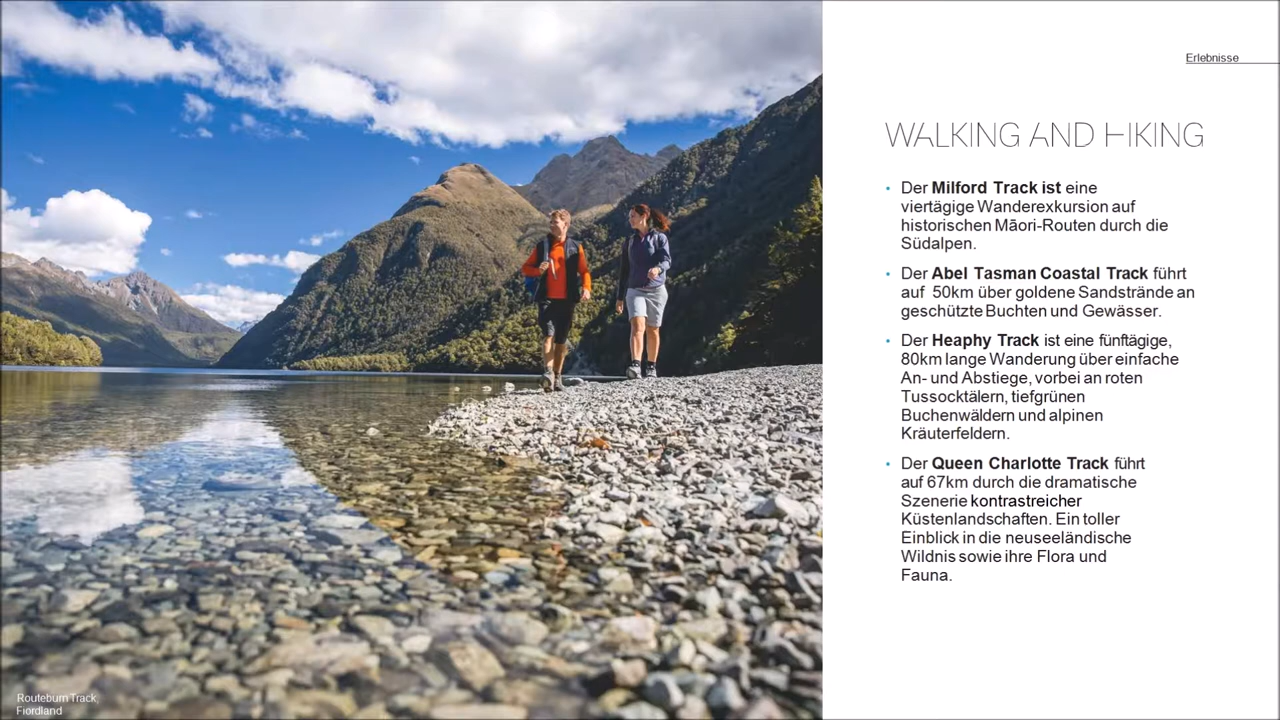 Erlebnisse
WALKING AND HIKING
• Der Milford Track ist eine
viertägige Wanderexkursion auf
historischen Māori-Routen durch die
Südalpen.
• Der Abel Tasman Coastal Track führt
auf 50km über goldene Sandstrände an
geschützte Buchten und Gewässer.
• Der Heaphy Track ist eine fünftägige,
80km lange Wanderung über einfache
An- und Abstiege, vorbei an roten
Tussocktälern, tiefgrünen
Buchenwäldern und alpinen
Kräuterfeldern.
• Der Queen Charlotte Track führt
auf 67km durch die dramatische
Szenerie kontrastreicher
Küstenlandschaften. Ein toller
Einblick in die neuseeländische
Wildnis sowie ihre Flora und
Fauna.
Routeburn Track,
Fiordland